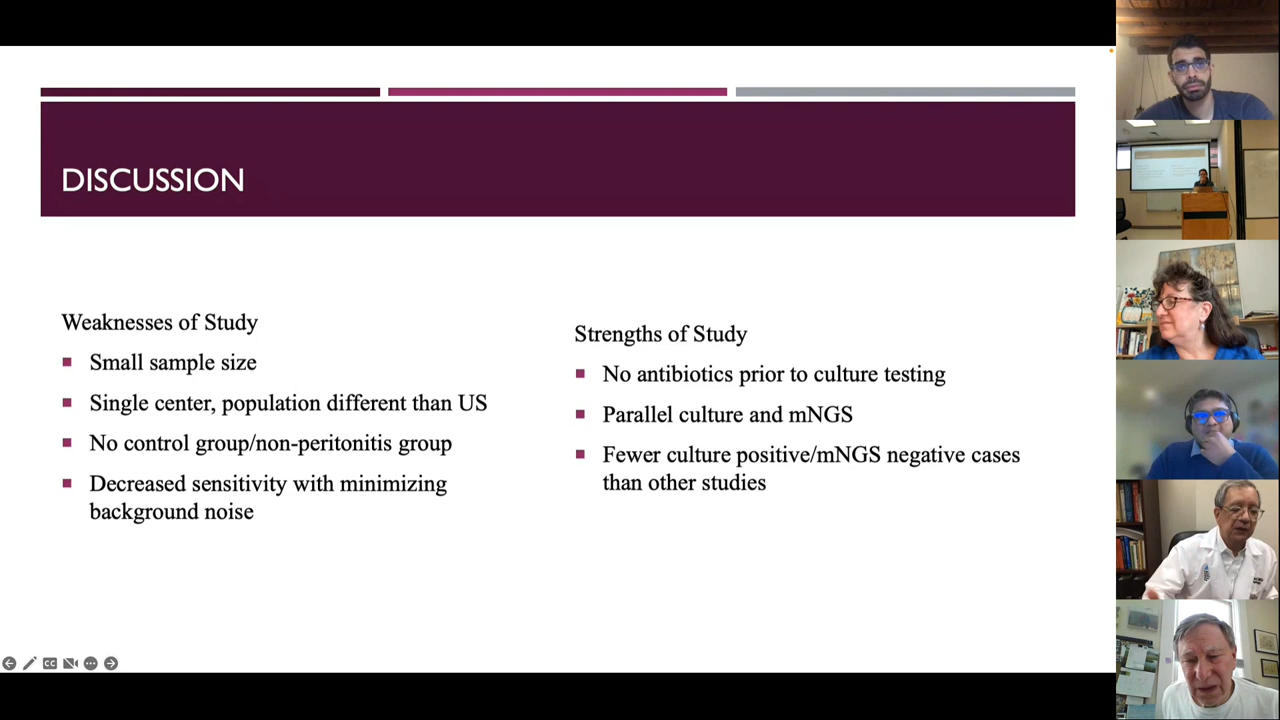 DISCUSSION
Weaknesses of Study
Small sample size
Single center, population different than US
No control group/non-peritonitis group
Decreased sensitivity with minimizing
background noise
Strengths of Study
No antibiotics prior to culture testing
Parallel culture and mNGS
Fewer culture positive/mNGS negative cases
than other studies
CC